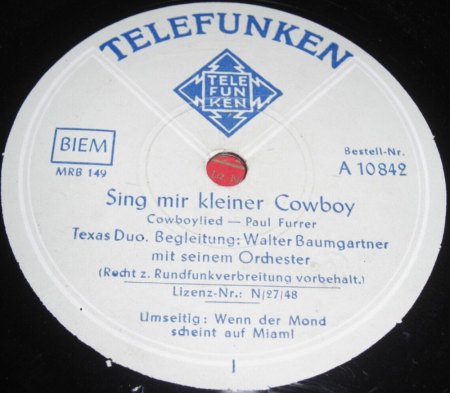 TELEFUNKEN
TELE
FUN
KEN
BIEM
MRB 149
Bestell-Nr.
A 10842
Sing mir kleiner Cowboy
Cowboylied — Paul Furrer
Texas Duo. Begleitung: Walter Baumgartner
mit seinem Orchester
(Recht z. Rundfunkverbreitung vorbehalt.)
Lizenz-Nr.: N/27/48
Umseitig: Wenn der Mond
scheint auf Miami
I